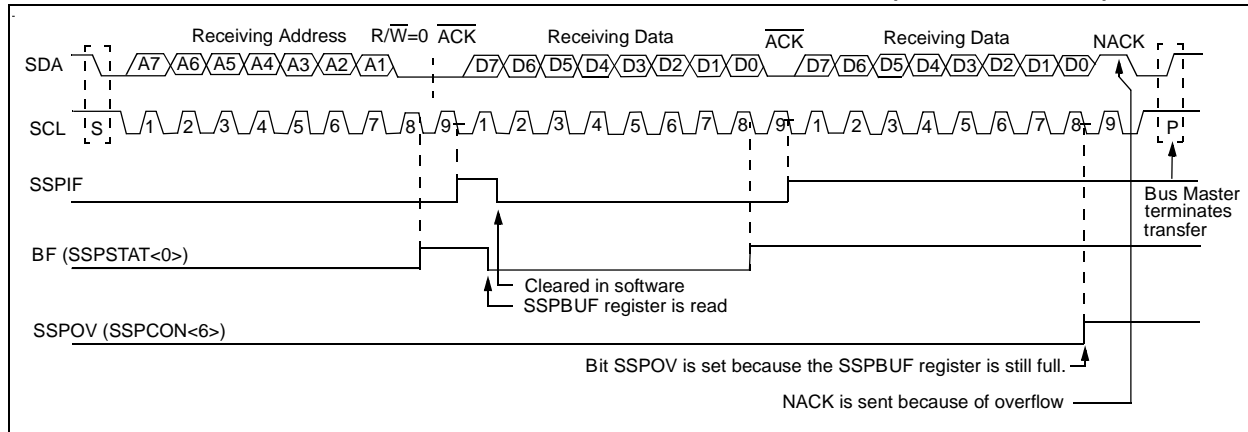 Receiving Address R/W=0 ACK Receiving Data ACK Receiving Data NACK
SDA A7 A6 A5 A4 A3 A2 A1 D7 D6 D5 D4 D3 D2 D1 D0 D7 D6 D5 D4 D3 D2 D1 D0
SCL S 1 2 3 4 5 6 7 8 9 1 2 3 4 5 6 7 8 9 1 2 3 4 5 6 7 8 9 P
SSPIF
Bus Master
terminates
transfer
BF (SSPSTAT<0>)
Cleared in software
SSPBUF register is read
SSPOV (SSPCON<6>)
Bit SSPOV is set because the SSPBUF register is still full.
NACK is sent because of overflow